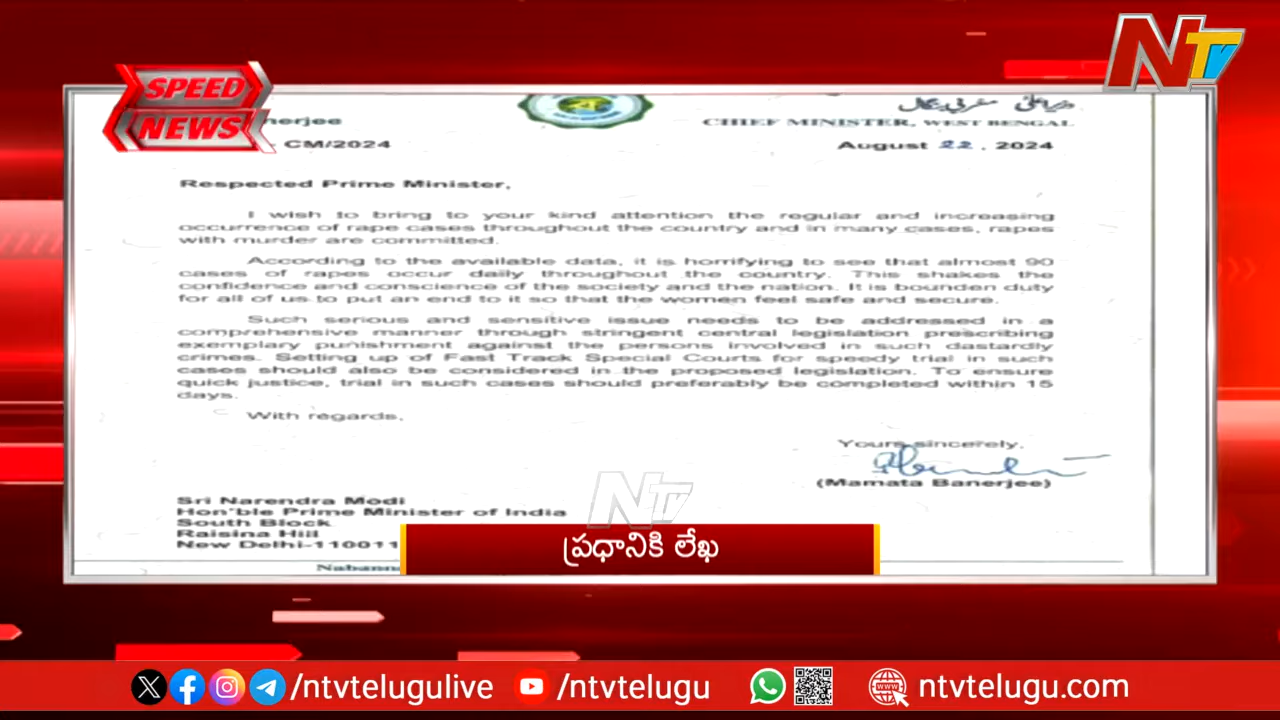 NTV
SPEED
NEWS
nerjee
وزیراعلیٰ مغربی بنگال
CHIEF MINISTER, WEST BENGAL
CM/2024
August 22, 2024
Respected Prime Minister,
I wish to bring to your kind attention the regular and increasing
occurrence of rape cases throughout the country and in many cases, rapes
with murder are committed.
According to the available data, it is horrifying to see that almost 90
cases of rapes occur daily throughout the country. This shakes the
confidence and conscience of the society and the nation. It is bounden duty
for all of us to put an end to it so that the women feel safe and secure.
Such serious and sensitive issue needs to be addressed in a
comprehensive manner through stringent central legislation prescribing
exemplary punishment against the persons involved in such dastardly
crimes. Setting up of Fast Track Special Courts for speedy trial in such
cases should also be considered in the proposed legislation. To ensure
quick justice, trial in such cases should preferably be completed within 15
days.
With regards,
Yours sincerely,
(Mamata Banerjee)
Sri Narendra Modi
Hon'ble Prime Minister of India
South Block
Raisina Hill
New Delhi-110011
Nabanna
NTV
ప్రధానికి లేఖ
/ntvtelugulive
/ntvtelugu
ntvtelugu.com